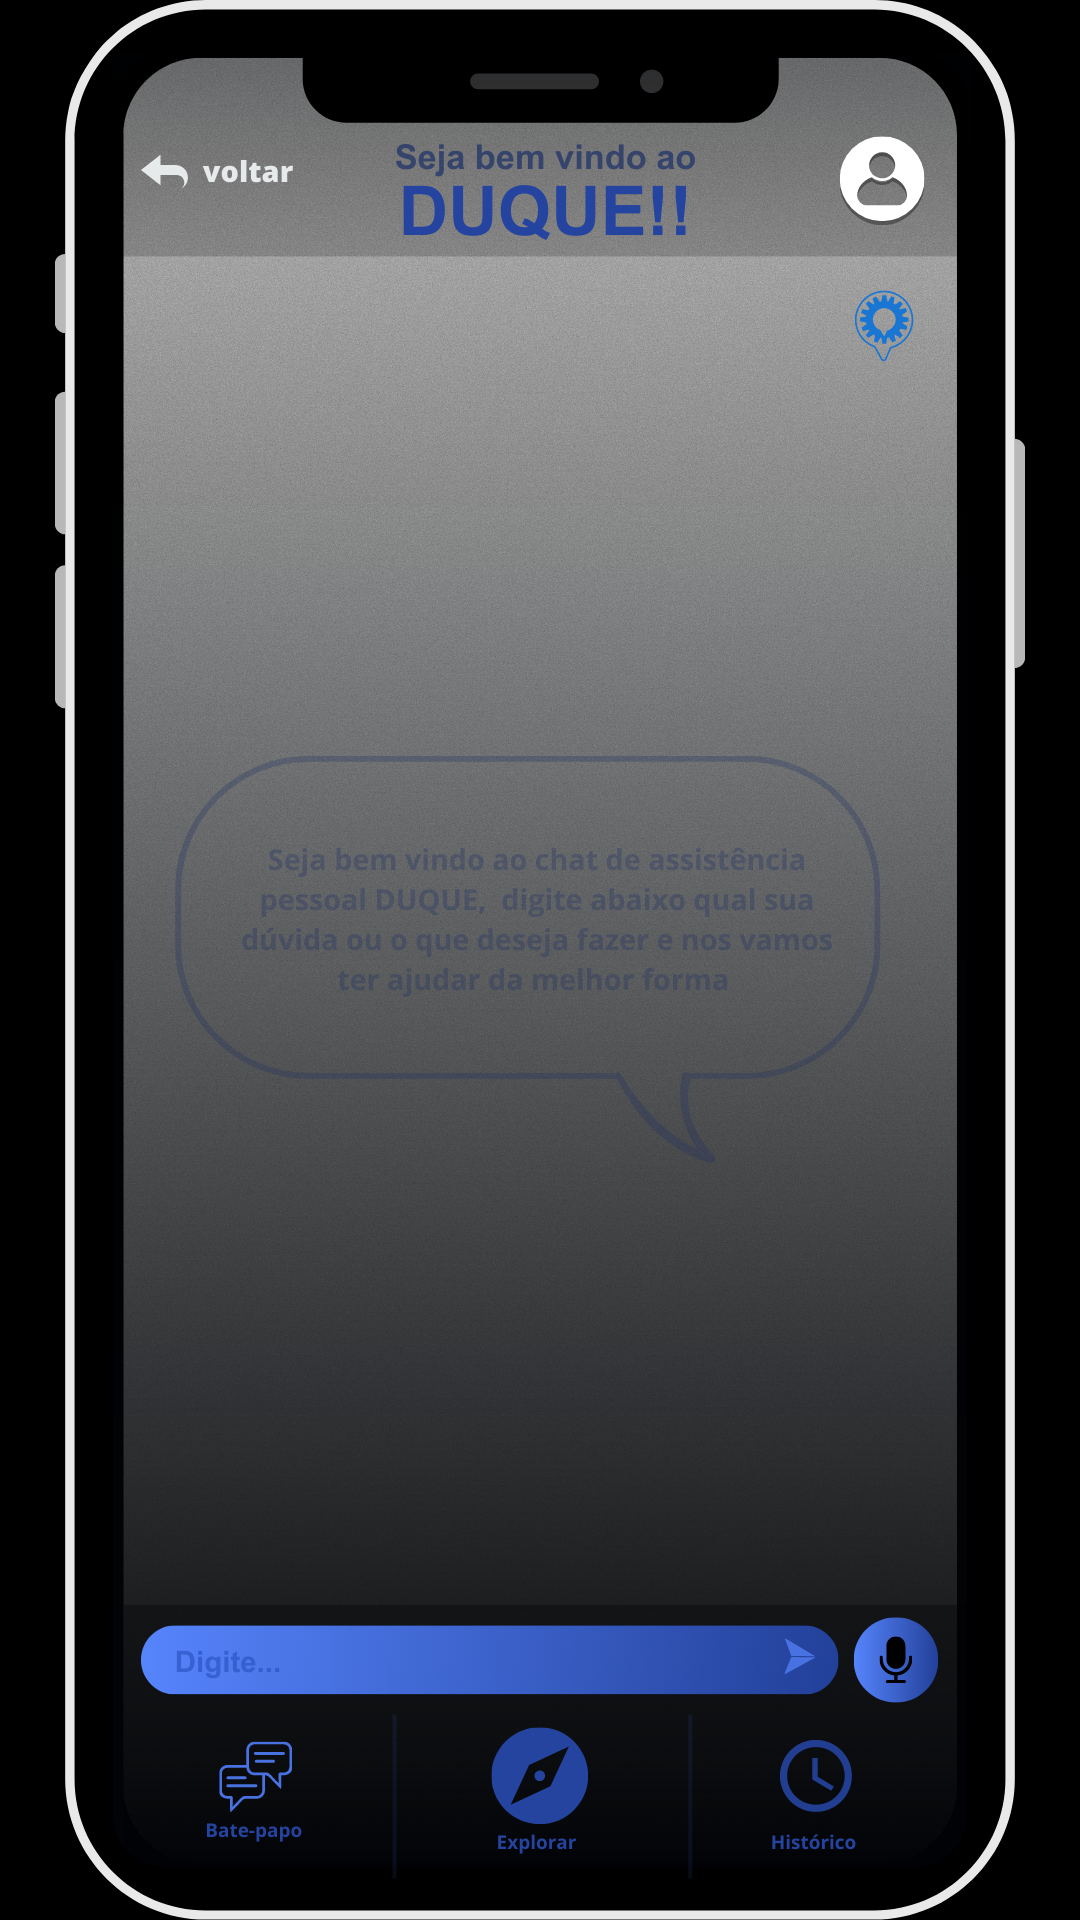 voltar
Seja bem vindo ao
DUQUE!!
Seja bem vindo ao chat de assistência
pessoal DUQUE,  digite abaixo qual sua
dúvida ou o que deseja fazer e nos vamos
ter ajudar da melhor forma
Digite...
Bate-papo
Explorar
Histórico